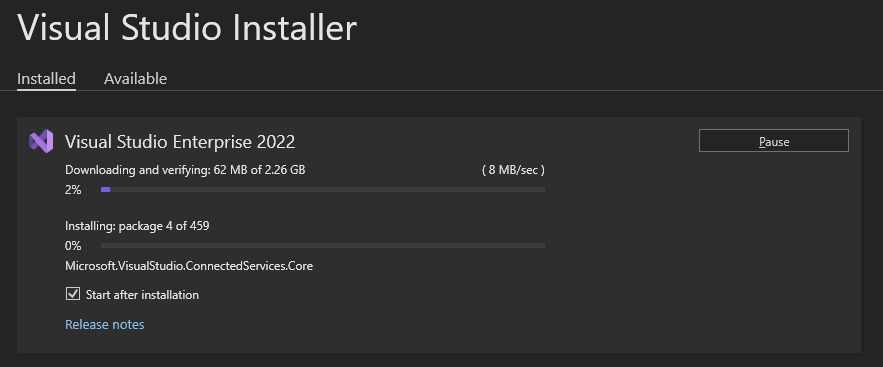 Visual Studio Installer
Installed Available
Visual Studio Enterprise 2022 Pause
Downloading and verifying: 62 MB of 2.26 GB ( 8 MB/sec )
2%
Installing: package 4 of 459
0%
Microsoft.VisualStudio.ConnectedServices.Core
Start after installation
Release notes